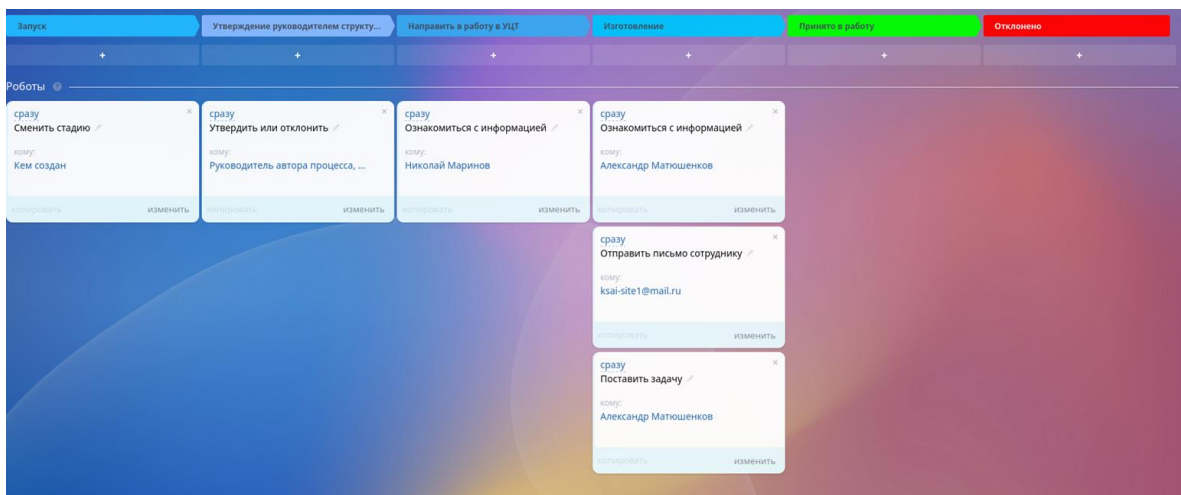 Запуск
Утверждение руководителем структу...
Направить в работу в УЦТ
Изготовление
Принято в работу
Отклонено
+
+
+
+
+
+
Роботы ?
сразу
Сменить стадию
кому:
Кем создан
копировать изменить
сразу
Утвердить или отклонить
кому:
Руководитель автора процесса, ...
копировать изменить
сразу
Ознакомиться с информацией
кому:
Николай Маринов
копировать изменить
сразу
Ознакомиться с информацией
кому:
Александр Матюшенков
копировать изменить
сразу
Отправить письмо сотруднику
кому:
ksai-site1@mail.ru
копировать изменить
сразу
Поставить задачу
кому:
Александр Матюшенков
копировать изменить